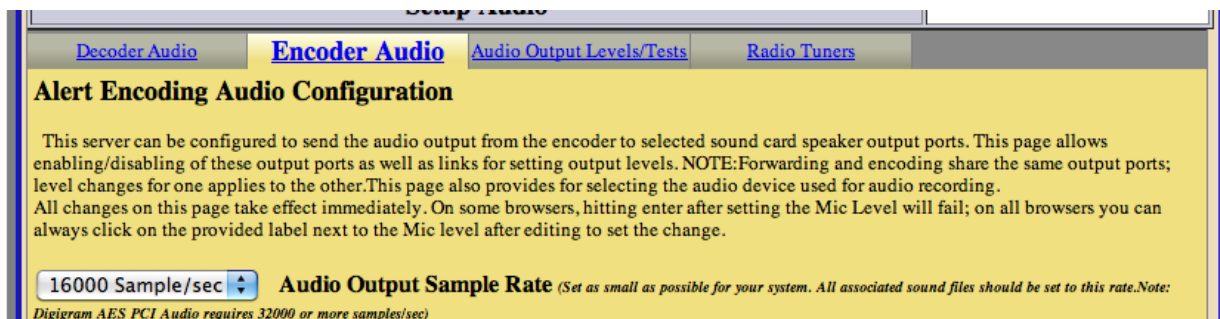 Setup Audio
Decoder Audio Encoder Audio Audio Output Levels/Tests Radio Tuners
Alert Encoding Audio Configuration
This server can be configured to send the audio output from the encoder to selected sound card speaker output ports. This page allows
enabling/disabling of these output ports as well as links for setting output levels. NOTE:Forwarding and encoding share the same output ports;
level changes for one applies to the other.This page also provides for selecting the audio device used for audio recording.
All changes on this page take effect immediately. On some browsers, hitting enter after setting the Mic Level will fail; on all browsers you can
always click on the provided label next to the Mic level after editing to set the change.
16000 Sample/sec Audio Output Sample Rate (Set as small as possible for your system. All associated sound files should be set to this rate.Note:
Digigram AES PCI Audio requires 32000 or more samples/sec)